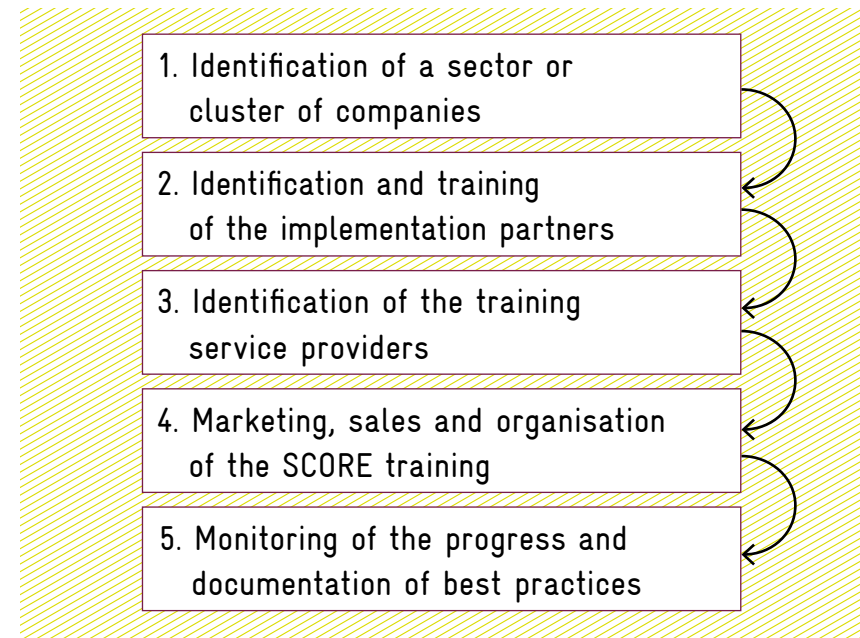 1. Identification of a sector or
cluster of companies
2. Identification and training
of the implementation partners
3. Identification of the training
service providers
4. Marketing, sales and organisation
of the SCORE training
5. Monitoring of the progress and
documentation of best practices